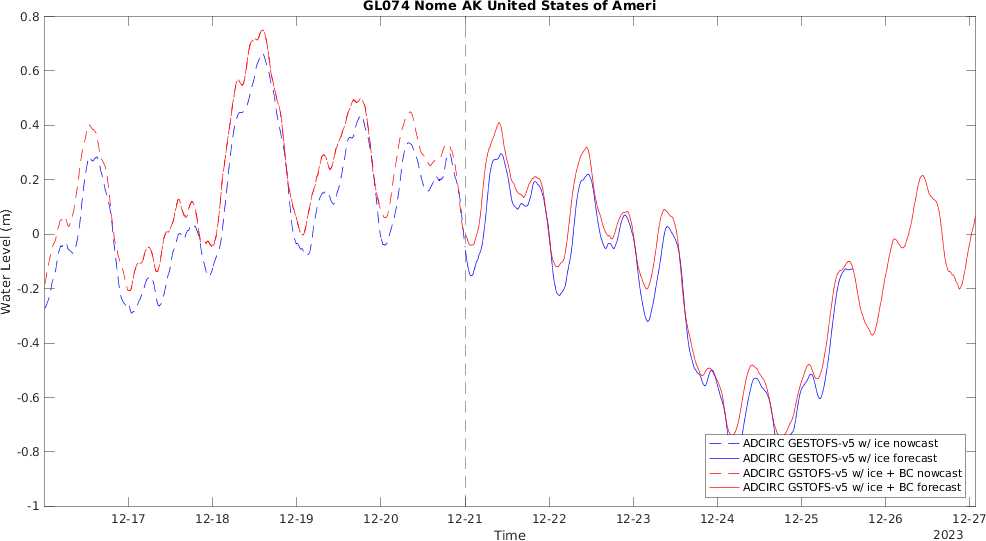 GL074 Nome AK United States of Ameri
Water Level (m)
0.8
0.6
0.4
0.2
0
-0.2
-0.4
-0.6
-0.8
-1
ADCIRC GESTOFS-v5 w/ ice nowcast
ADCIRC GESTOFS-v5 w/ ice forecast
ADCIRC GSTOFS-v5 w/ ice + BC nowcast
ADCIRC GSTOFS-v5 w/ ice + BC forecast
12-17 12-18 12-19 12-20 12-21 12-22 12-23 12-24 12-25 12-26 12-27
Time
2023